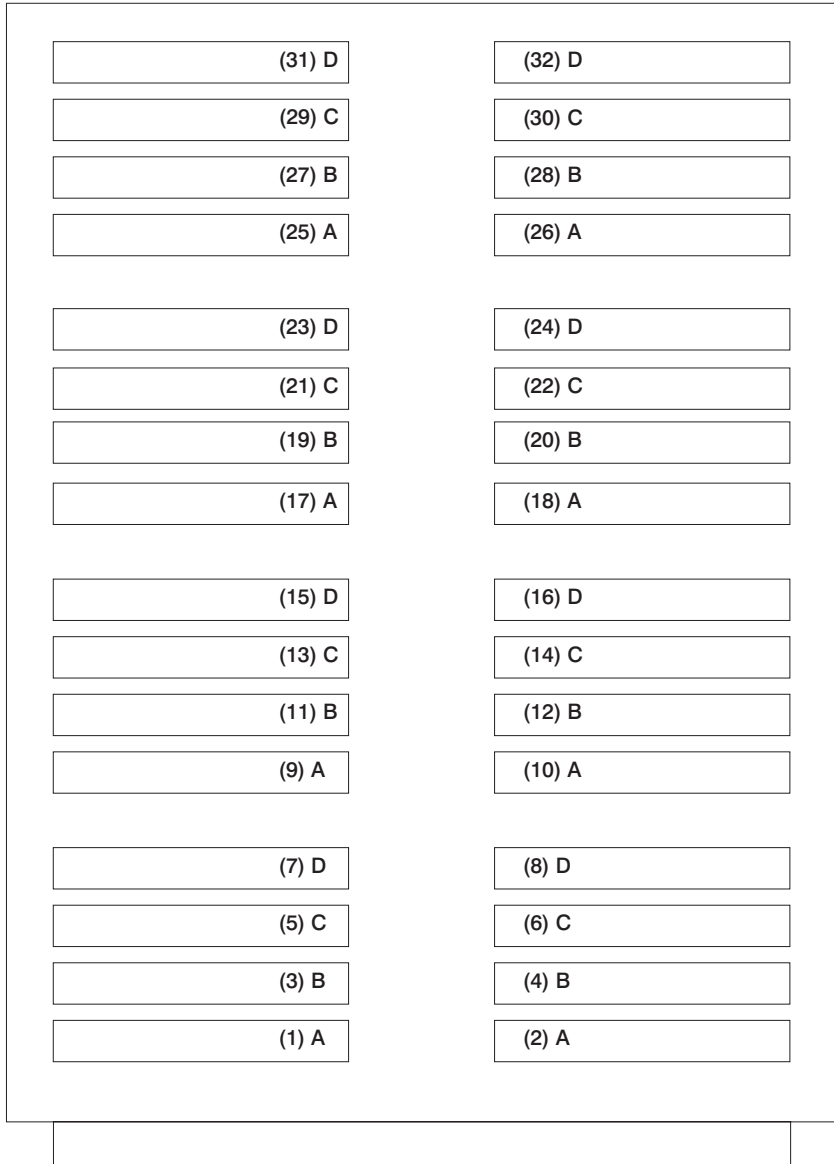 (31) D (32) D
(29) C (30) C
(27) B (28) B
(25) A (26) A
(23) D (24) D
(21) C (22) C
(19) B (20) B
(17) A (18) A
(15) D (16) D
(13) C (14) C
(11) B (12) B
(9) A (10) A
(7) D (8) D
(5) C (6) C
(3) B (4) B
(1) A (2) A